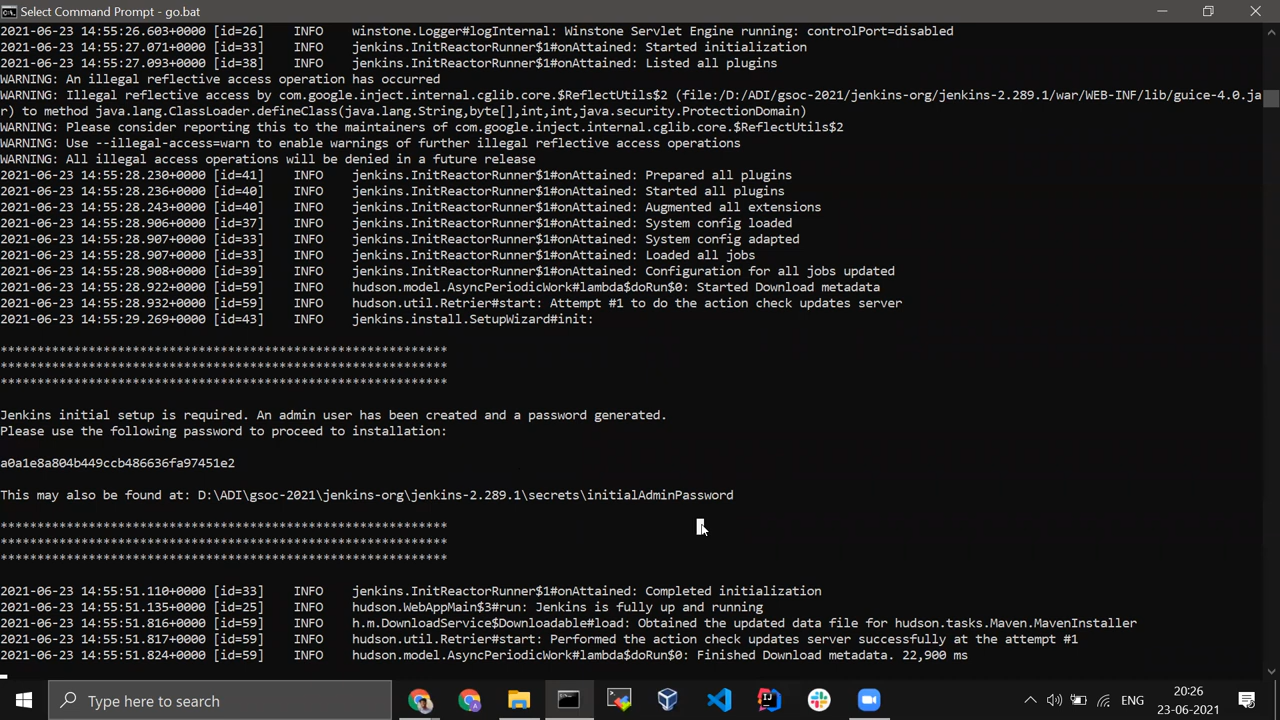 Select Command Prompt - go.bat
2021-06-23 14:55:26.603+0000 [id=26] INFO winstone.Logger#logInternal: Winstone Servlet Engine running: controlPort=disabled
2021-06-23 14:55:27.071+0000 [id=33] INFO jenkins.InitReactorRunner$1#onAttained: Started initialization
2021-06-23 14:55:27.093+0000 [id=38] INFO jenkins.InitReactorRunner$1#onAttained: Listed all plugins
WARNING: An illegal reflective access operation has occurred
WARNING: Illegal reflective access by com.google.inject.internal.cglib.core.$ReflectUtils$2 (file:/D:/ADI/gsoc-2021/jenkins-org/jenkins-2.289.1/war/WEB-INF/lib/guice-4.0.ja
r) to method java.lang.ClassLoader.defineClass(java.lang.String,byte[],int,int,java.security.ProtectionDomain)
WARNING: Please consider reporting this to the maintainers of com.google.inject.internal.cglib.core.$ReflectUtils$2
WARNING: Use --illegal-access=warn to enable warnings of further illegal reflective access operations
WARNING: All illegal access operations will be denied in a future release
2021-06-23 14:55:28.230+0000 [id=41] INFO jenkins.InitReactorRunner$1#onAttained: Prepared all plugins
2021-06-23 14:55:28.236+0000 [id=40] INFO jenkins.InitReactorRunner$1#onAttained: Started all plugins
2021-06-23 14:55:28.243+0000 [id=40] INFO jenkins.InitReactorRunner$1#onAttained: Augmented all extensions
2021-06-23 14:55:28.906+0000 [id=37] INFO jenkins.InitReactorRunner$1#onAttained: System config loaded
2021-06-23 14:55:28.907+0000 [id=33] INFO jenkins.InitReactorRunner$1#onAttained: System config adapted
2021-06-23 14:55:28.907+0000 [id=33] INFO jenkins.InitReactorRunner$1#onAttained: Loaded all jobs
2021-06-23 14:55:28.908+0000 [id=39] INFO jenkins.InitReactorRunner$1#onAttained: Configuration for all jobs updated
2021-06-23 14:55:28.922+0000 [id=59] INFO hudson.model.AsyncPeriodicWork#lambda$doRun$0: Started Download metadata
2021-06-23 14:55:28.932+0000 [id=59] INFO hudson.util.Retrier#start: Attempt #1 to do the action check updates server
2021-06-23 14:55:29.269+0000 [id=43] INFO jenkins.install.SetupWizard#init:
*************************************************************
*************************************************************
*************************************************************
Jenkins initial setup is required. An admin user has been created and a password generated.
Please use the following password to proceed to installation:
a0a1e8a804b449ccb486636fa97451e2
This may also be found at: D:\ADI\gsoc-2021\jenkins-org\jenkins-2.289.1\secrets\initialAdminPassword
*************************************************************
*************************************************************
*************************************************************
2021-06-23 14:55:51.110+0000 [id=33] INFO jenkins.InitReactorRunner$1#onAttained: Completed initialization
2021-06-23 14:55:51.135+0000 [id=25] INFO hudson.WebAppMain$3#run: Jenkins is fully up and running
2021-06-23 14:55:51.816+0000 [id=59] INFO h.m.DownloadService$Downloadable#load: Obtained the updated data file for hudson.tasks.Maven.MavenInstaller
2021-06-23 14:55:51.817+0000 [id=59] INFO hudson.util.Retrier#start: Performed the action check updates server successfully at the attempt #1
2021-06-23 14:55:51.824+0000 [id=59] INFO hudson.model.AsyncPeriodicWork#lambda$doRun$0: Finished Download metadata. 22,900 ms
Type here to search
ENG
20:26
23-06-2021